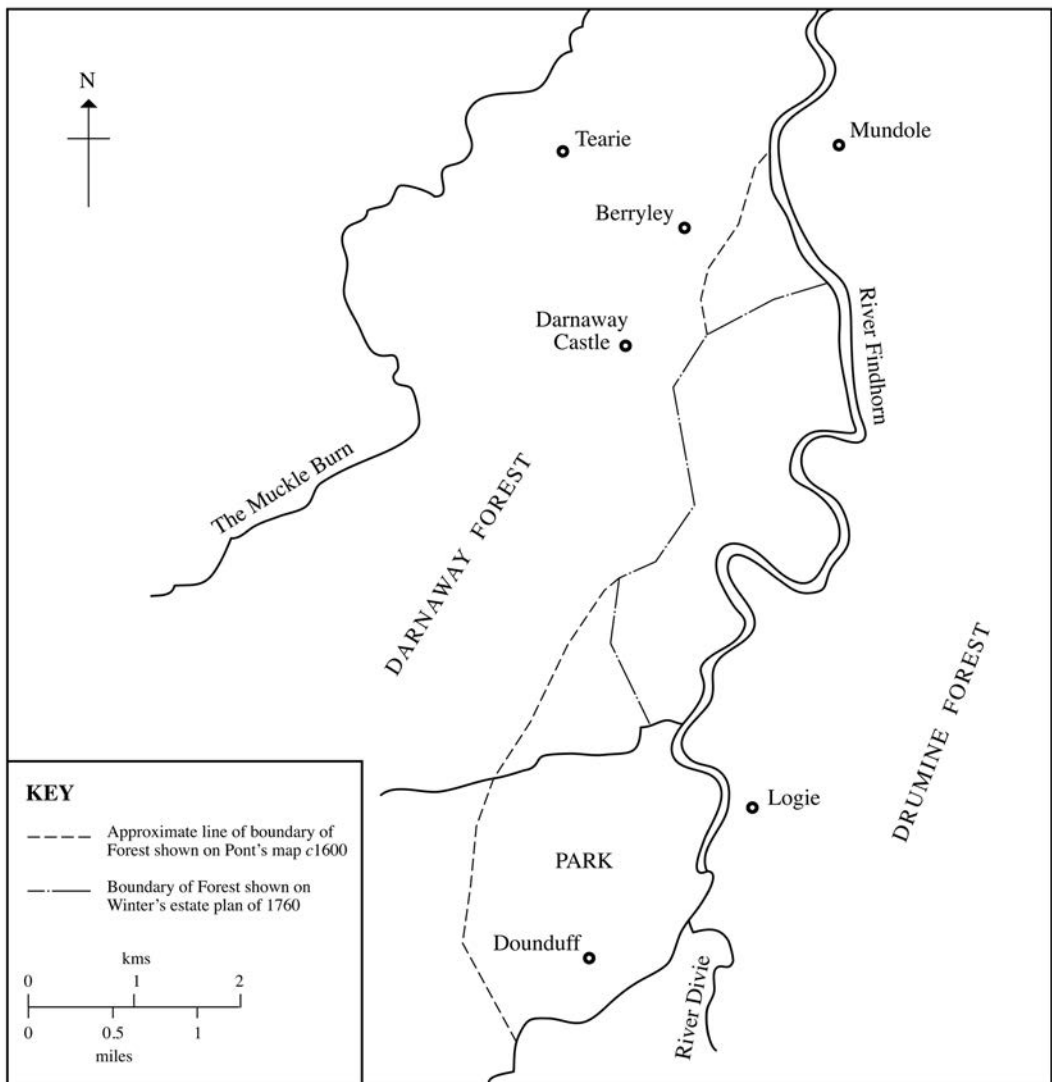 N
Tearie
Mundole
Berryley
River Findhorn
Darnaway
Castle
The Muckle Burn
DARNAWAY FOREST
DRUMINE FOREST
Logie
PARK
Dounduff
River Divie
KEY
Approximate line of boundary of
Forest shown on Pont's map c1600
Boundary of Forest shown on
Winter's estate plan of 1760
kms
0 1 2
0 0.5 1
miles